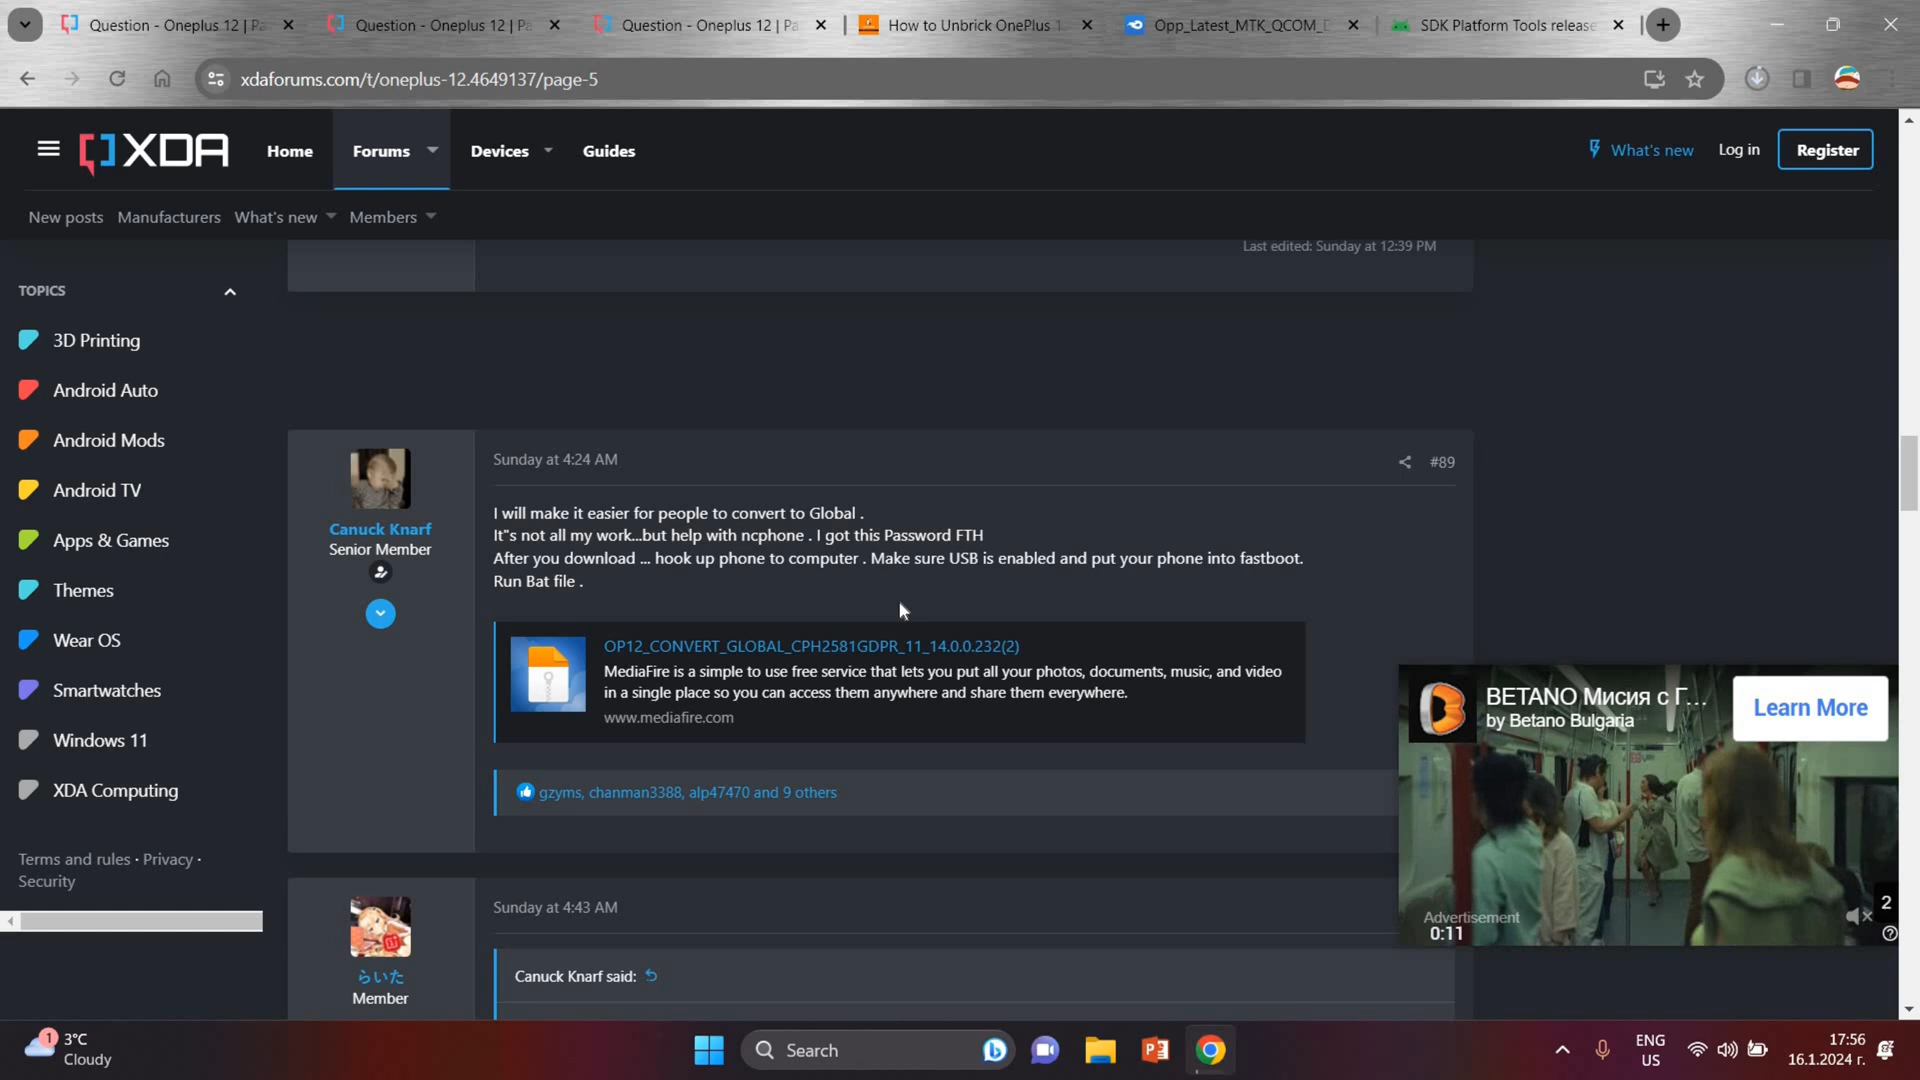 Question - Oneplus 12 | Pa
Question - Oneplus 12 | Pa
Question - Oneplus 12 | Pa
How to Unbrick OnePlus 1
Opp_Latest_MTK_QCOM_D
SDK Platform Tools release
xdaforums.com/t/oneplus-12.4649137/page-5
XDA
Home
Forums
Devices
Guides
What's new
Log in
Register
New posts
Manufacturers
What's new
Members
Last edited: Sunday at 12:39 PM
TOPICS
3D Printing
Android Auto
Android Mods
Android TV
Apps & Games
Themes
Wear OS
Smartwatches
Windows 11
XDA Computing
Terms and rules · Privacy ·
Security
Canuck Knarf
Senior Member
Sunday at 4:24 AM
#89
I will make it easier for people to convert to Global .
It"s not all my work...but help with ncphone . I got this Password FTH
After you download ... hook up phone to computer . Make sure USB is enabled and put your phone into fastboot.
Run Bat file .
OP12_CONVERT_GLOBAL_CPH2581GDPR_11_14.0.0.232(2)
MediaFire is a simple to use free service that lets you put all your photos, documents, music, and video
in a single place so you can access them anywhere and share them everywhere.
www.mediafire.com
gzyms, chanman3388, alp47470 and 9 others
らいた
Member
Sunday at 4:43 AM
Canuck Knarf said:
BETANO Мисия с Г...
by Betano Bulgaria
Learn More
Advertisement
0:11
2
1
3°C
Cloudy
Search
ENG
US
17:56
16.1.2024 г.